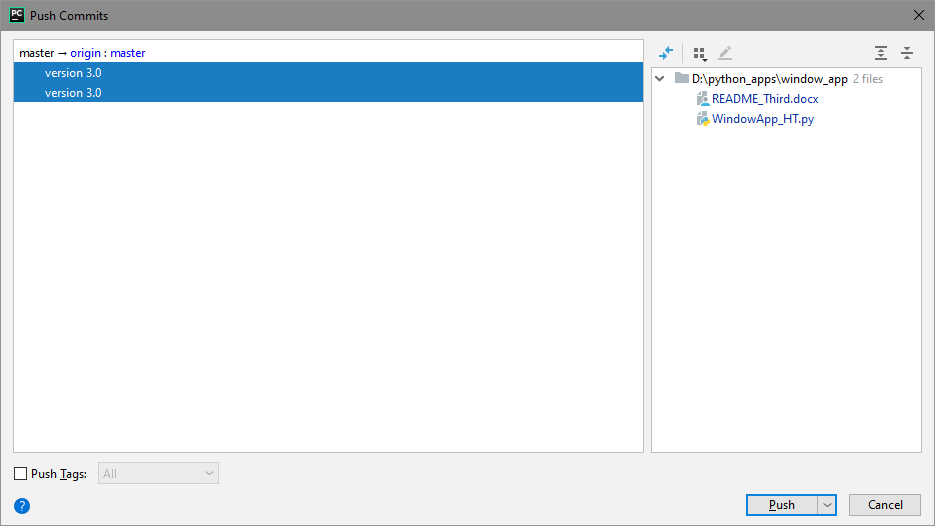 PC Push Commits
master → origin : master
version 3.0
version 3.0
D:\python_apps\window_app 2 files
README_Third.docx
WindowApp_HT.py
Push Tags: All
?
Push Cancel